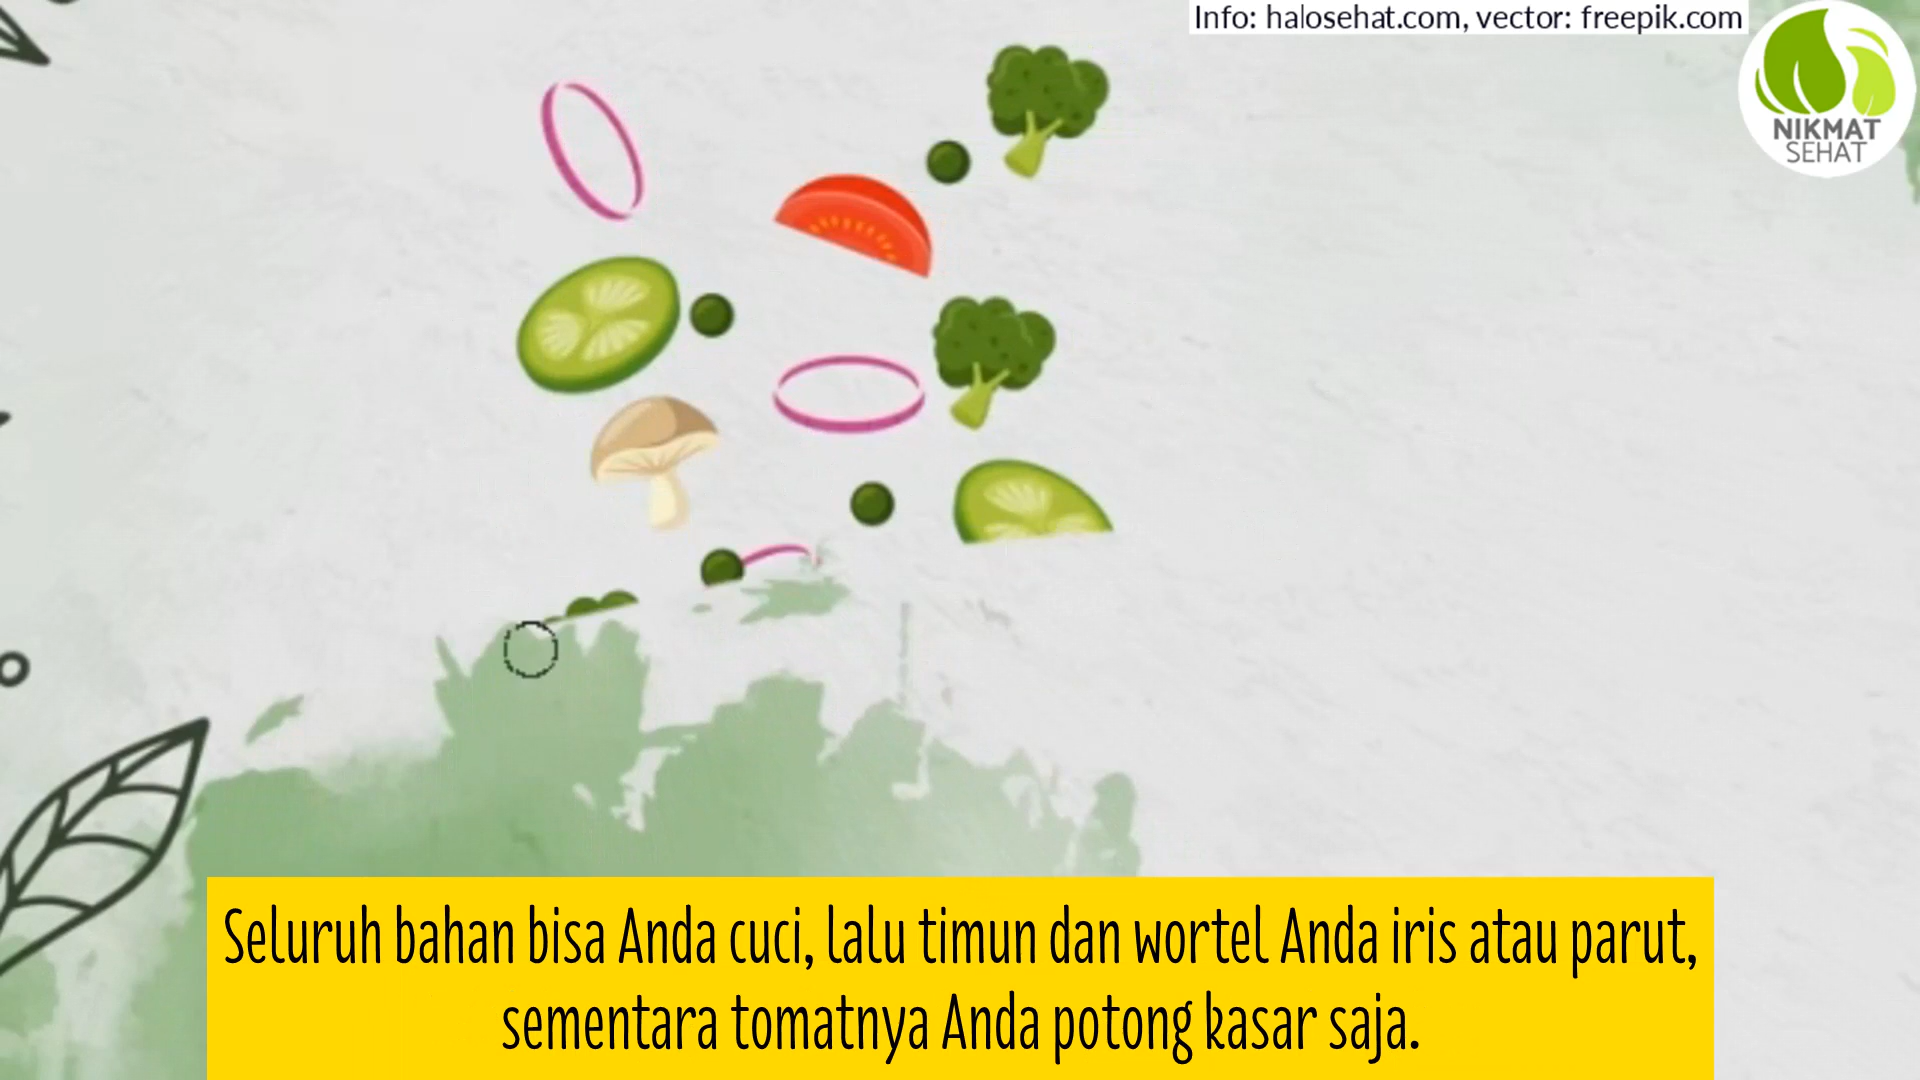 Info: halosehat.com, vector: freepik.com
NIKMAT
SEHAT
Seluruh bahan bisa Anda cuci, lalu timun dan wortel Anda iris atau parut,
sementara tomatnya Anda potong kasar saja.